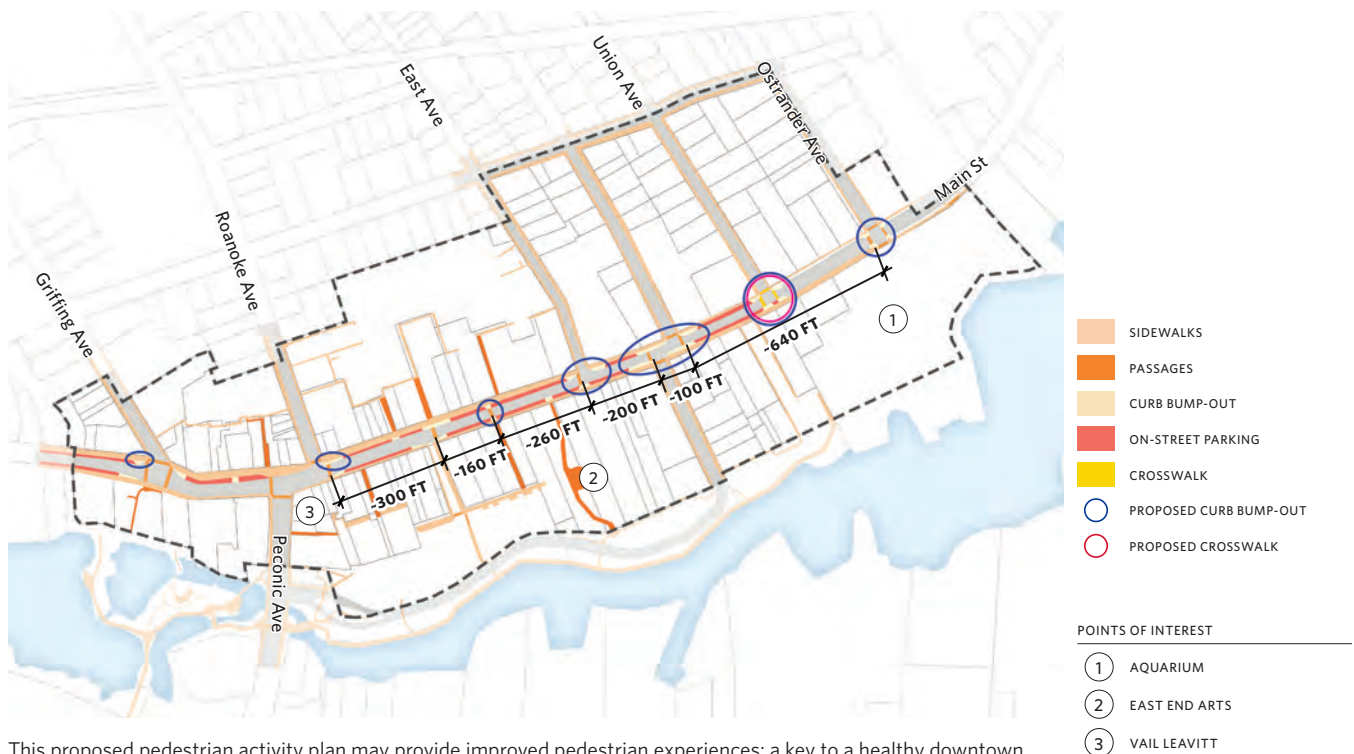 East Ave
Union Ave
Ostrander Ave
Main St
Roanoke Ave
Griffing Ave
Peconic Ave
~300 FT
~160 FT
~260 FT
~200 FT
~100 FT
~640 FT
1
2
3
SIDEWALKS
PASSAGES
CURB BUMP-OUT
ON-STREET PARKING
CROSSWALK
PROPOSED CURB BUMP-OUT
PROPOSED CROSSWALK
POINTS OF INTEREST
1 AQUARIUM
2 EAST END ARTS
3 VAIL LEAVITT
This proposed pedestrian activity plan may provide improved pedestrian experiences; a key to a healthy downtown